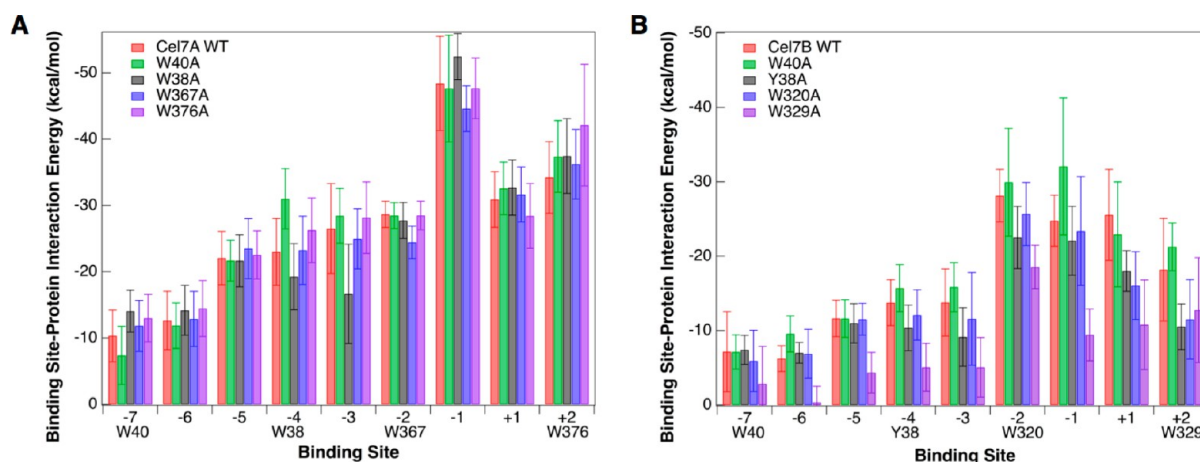 A
Binding Site-Protein Interaction Energy (kcal/mol)
-50
-40
-30
-20
-10
0
Cel7A WT
W40A
W38A
W367A
W376A
-7 -6 -5 -4 -3 -2 -1 +1 +2
W40 W38 W367 W376
Binding Site
B
Binding Site-Protein Interaction Energy (kcal/mol)
-50
-40
-30
-20
-10
0
Cel7B WT
W40A
Y38A
W320A
W329A
-7 -6 -5 -4 -3 -2 -1 +1 +2
W40 Y38 W320 W329
Binding Site